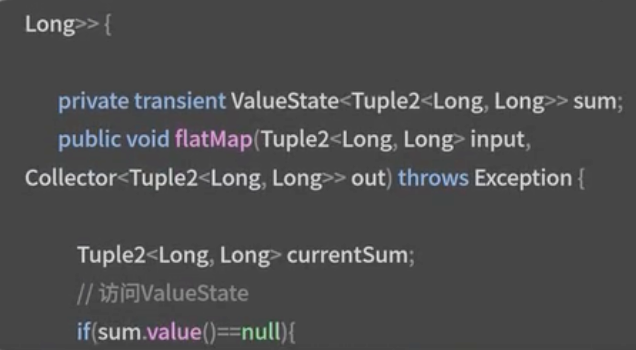 Long>> {
private transient ValueState<Tuple2<Long, Long>> sum;
public void flatMap(Tuple2<Long, Long> input,
Collector<Tuple2<Long, Long>> out) throws Exception {
Tuple2<Long, Long> currentSum;
// 访问ValueState
if(sum.value()==null){